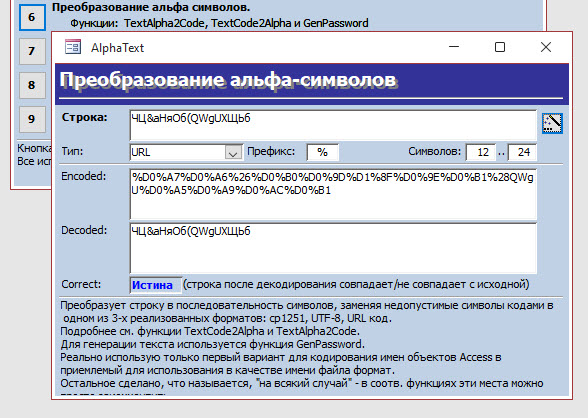 6
Преобразование альфа символов.
Функции: TextAlpha2Code, TextCode2Alpha и GenPassword
7
8
9
Кнопка
Все исп
AlphaText
Преобразование альфа-символов
Строка:
ЧЦ&аНяОб(QWgUХЩЬб
Тип: URL Префикс: % Символов: 12 .. 24
Encoded:
%D0%A7%D0%A6%26%D0%B0%D0%9D%D1%8F%D0%9E%D0%B1%28QWg
U%D0%A5%D0%A9%D0%AC%D0%B1
Decoded:
ЧЦ&аНяОб(QWgUХЩЬб
Correct: Истина (строка после декодирования совпадает/не совпадает с исходной)
Преобразует строку в последовательность символов, заменяя недопустимые символы кодами в
одном из 3-х реализованных форматов: cp1251, UTF-8, URL код.
Подробнее см. функции TextCode2Alpha и TextAlpha2Code.
Для генерации текста используется функция GenPassword.
Реально использую только первый вариант для кодирования имен объектов Access в
приемлемый для использования в качестве имени файла формат.
Остальное сделано, что называется, "на всякий случай" - в соотв. функциях эти места можно